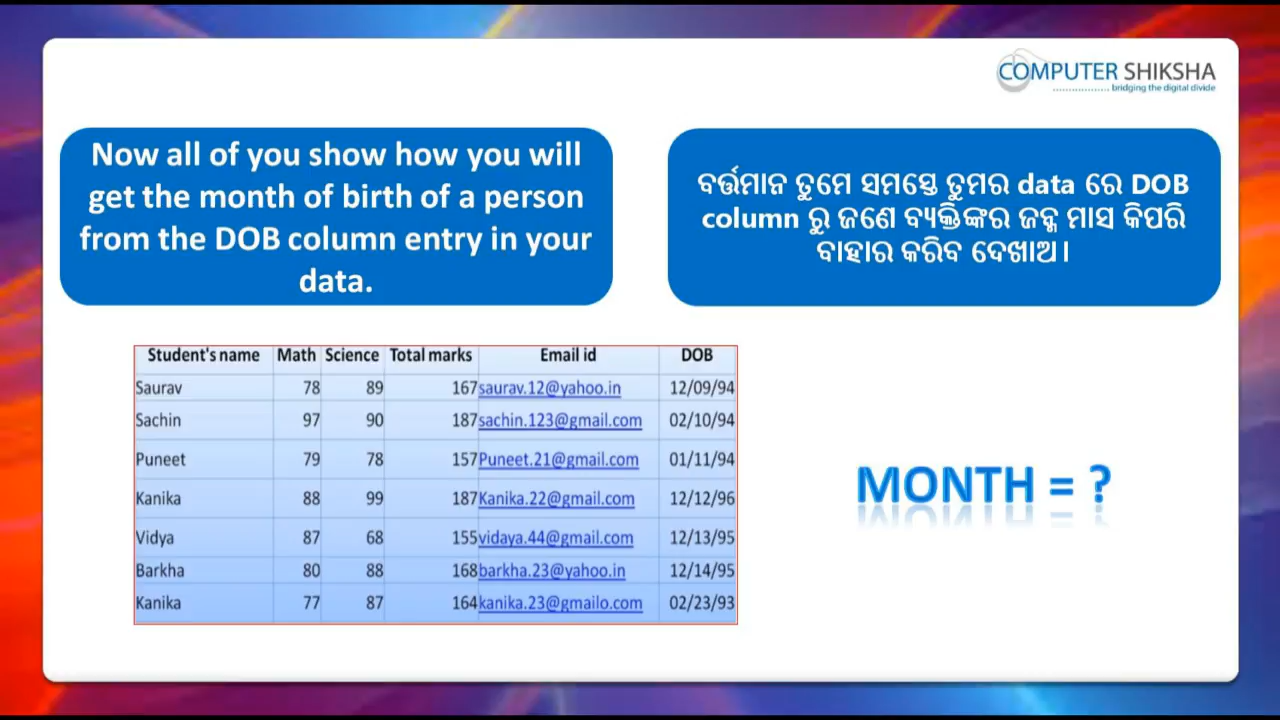 COMPUTER SHIKSHA
bridging the digital divide
Now all of you show how you will
get the month of birth of a person
from the DOB column entry in your
data.
ବର୍ତ୍ତମାନ ତୁମେ ସମସ୍ତେ ତୁମର data ରେ DOB
column ରୁ ଜଣେ ବ୍ୟକ୍ତିଙ୍କର ଜନ୍ମ ମାସ କିପରି
ବାହାର କରିବ ଦେଖାଅ।
Student's name Math Science Total marks Email id DOB
Saurav 78 89 167 saurav.12@yahoo.in 12/09/94
Sachin 97 90 187 sachin.123@gmail.com 02/10/94
Puneet 79 78 157 Puneet.21@gmail.com 01/11/94
Kanika 88 99 187 Kanika.22@gmail.com 12/12/96
Vidya 87 68 155 vidaya.44@gmail.com 12/13/95
Barkha 80 88 168 barkha.23@yahoo.in 12/14/95
Kanika 77 87 164 kanika.23@gmailo.com 02/23/93
MONTH = ?